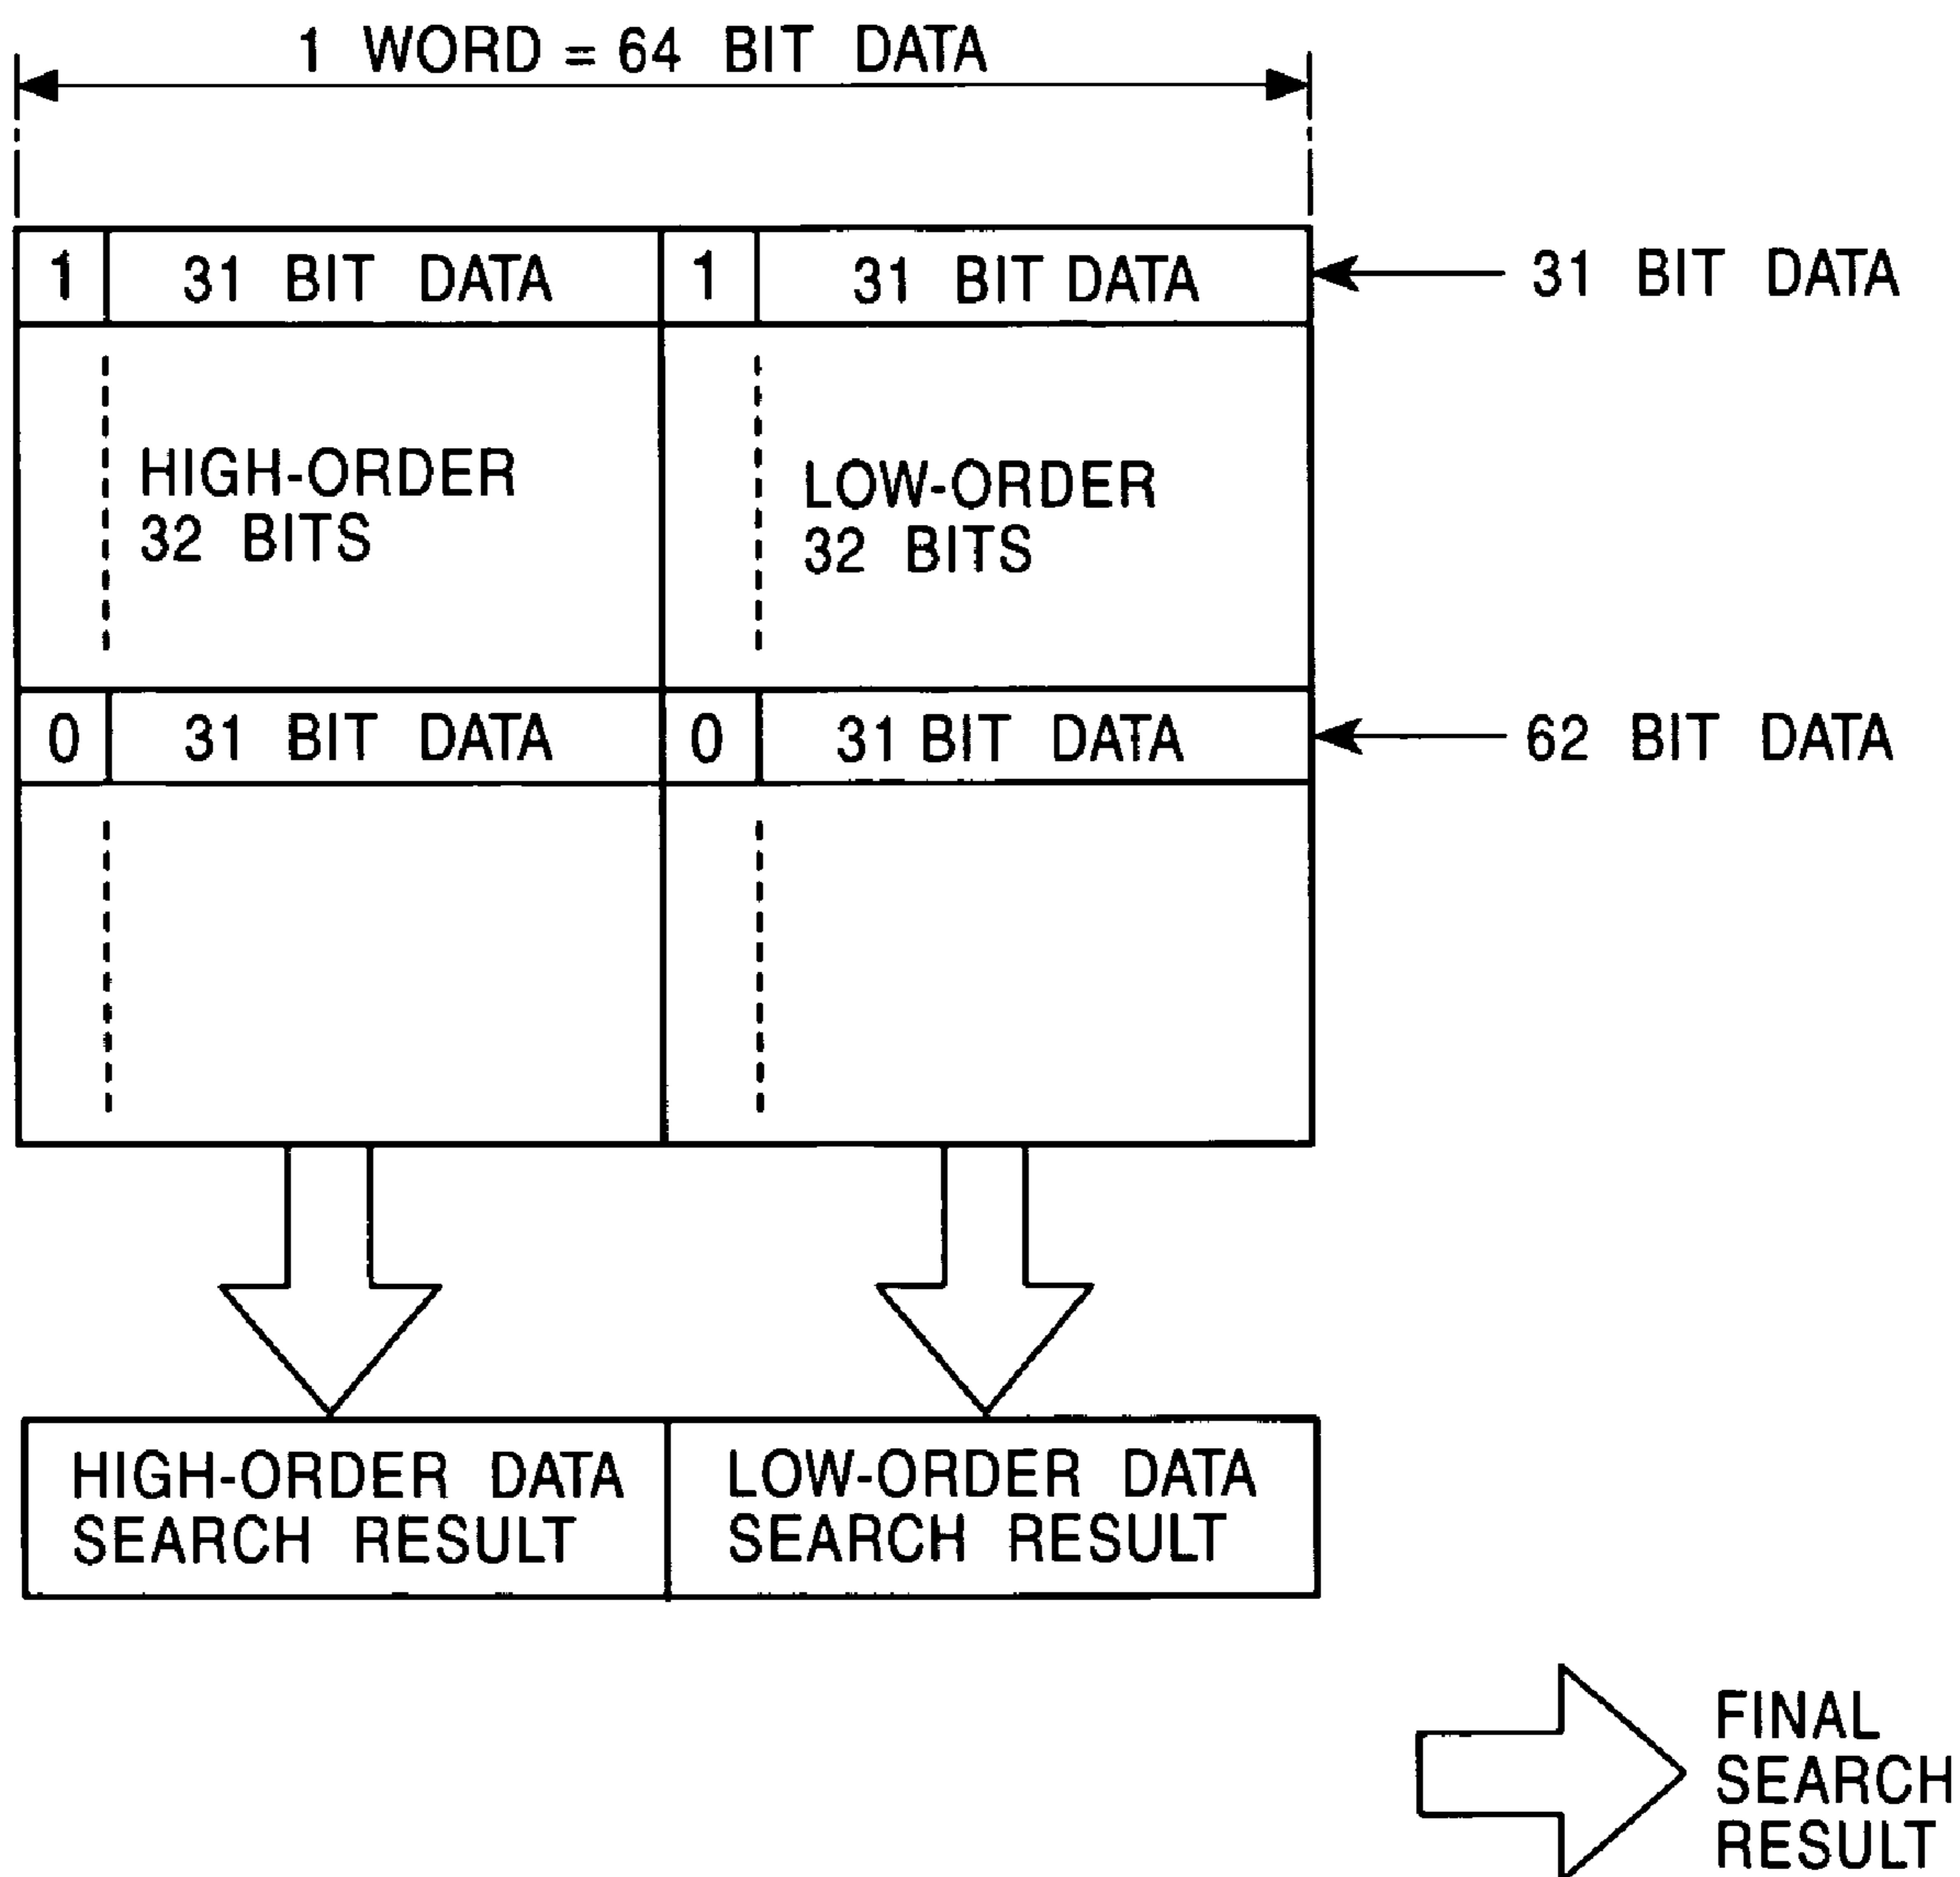 1 WORD = 64 BIT DATA
1 31 BIT DATA 1 31 BIT DATA 31 BIT DATA
HIGH-ORDER
32 BITS
LOW-ORDER
32 BITS
0 31 BIT DATA 0 31 BIT DATA 62 BIT DATA
HIGH-ORDER DATA
SEARCH RESULT
LOW-ORDER DATA
SEARCH RESULT
FINAL
SEARCH
RESULT